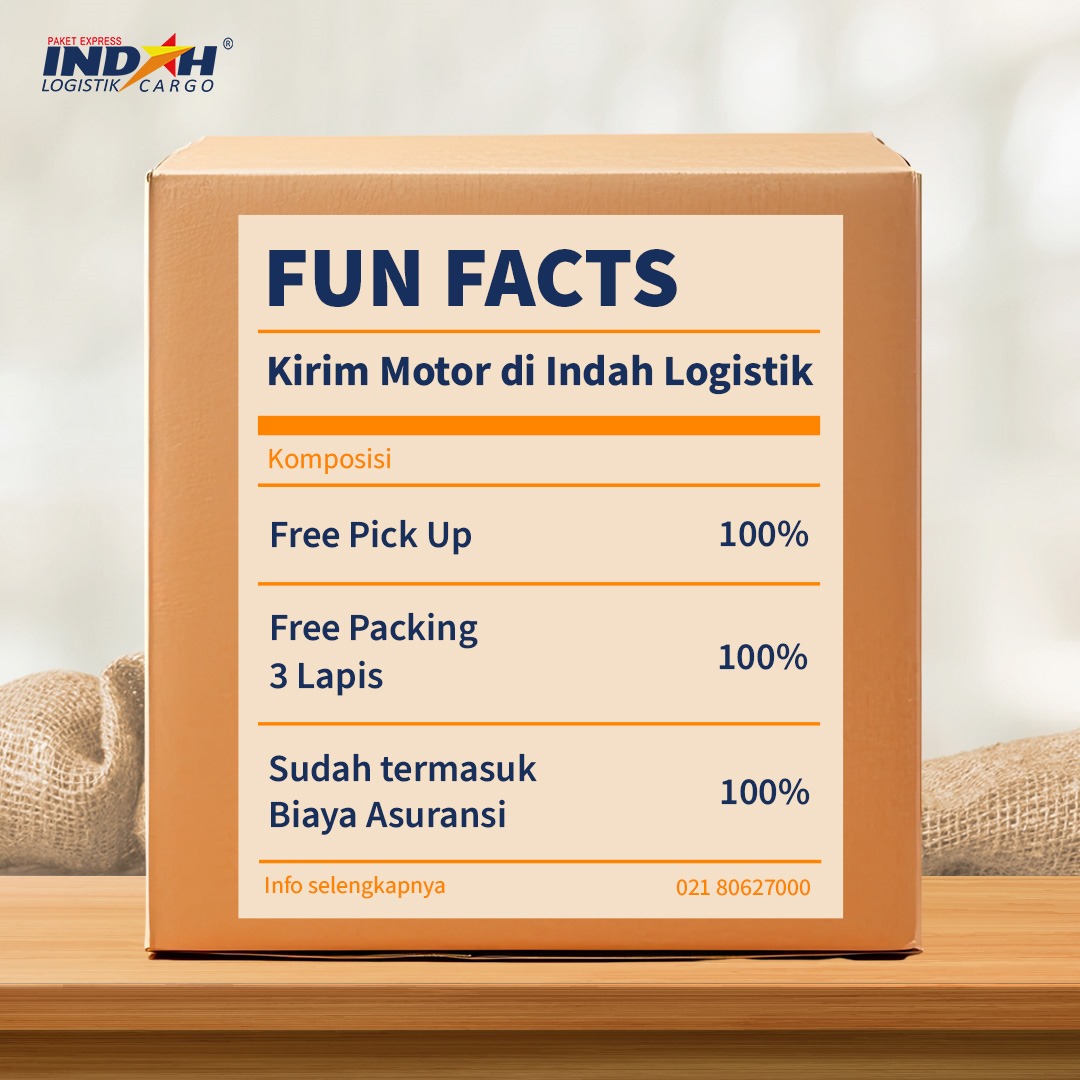 PAKET EXPRESS
INDAH ®
LOGISTIK CARGO
FUN FACTS
Kirim Motor di Indah Logistik
Komposisi
Free Pick Up 100%
Free Packing
3 Lapis 100%
Sudah termasuk
Biaya Asuransi 100%
Info selengkapnya 021 80627000